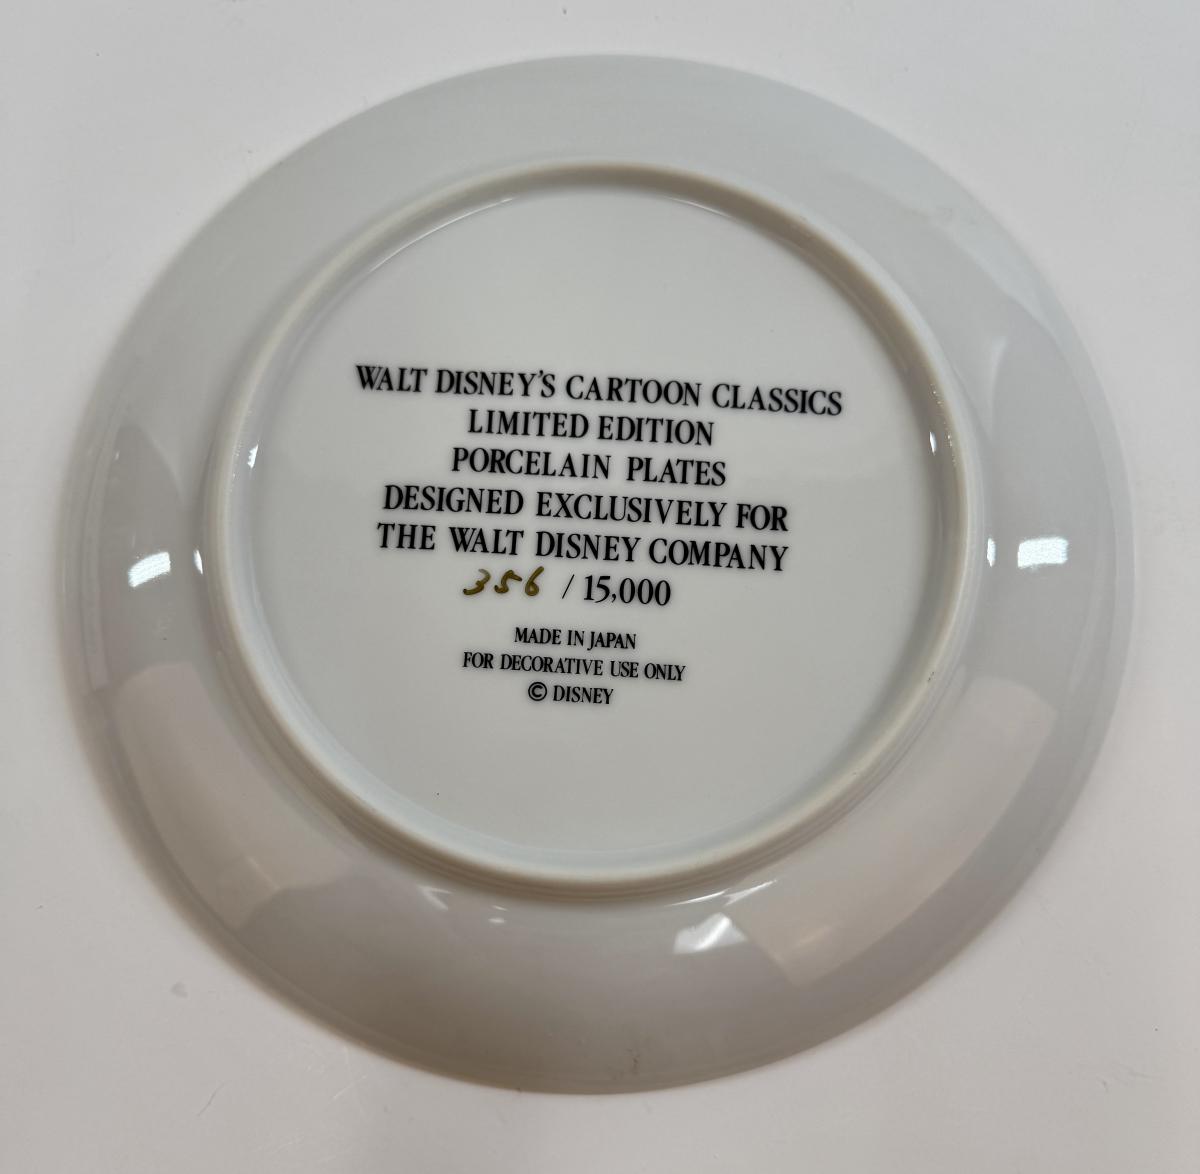 WALT DISNEY'S CARTOON CLASSICS
LIMITED EDITION
PORCELAIN PLATES
DESIGNED EXCLUSIVELY FOR
THE WALT DISNEY COMPANY
356 / 15,000
MADE IN JAPAN
FOR DECORATIVE USE ONLY
© DISNEY